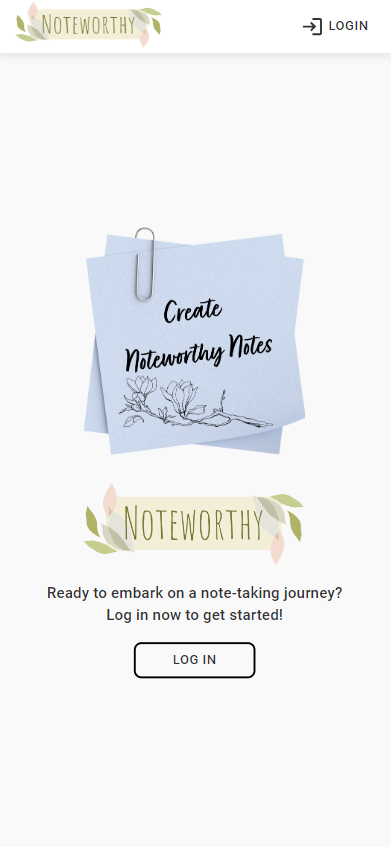 NOTEWORTHY
LOGIN
Create
Noteworthy Notes
NOTEWORTHY
Ready to embark on a note-taking journey?
Log in now to get started!
LOG IN